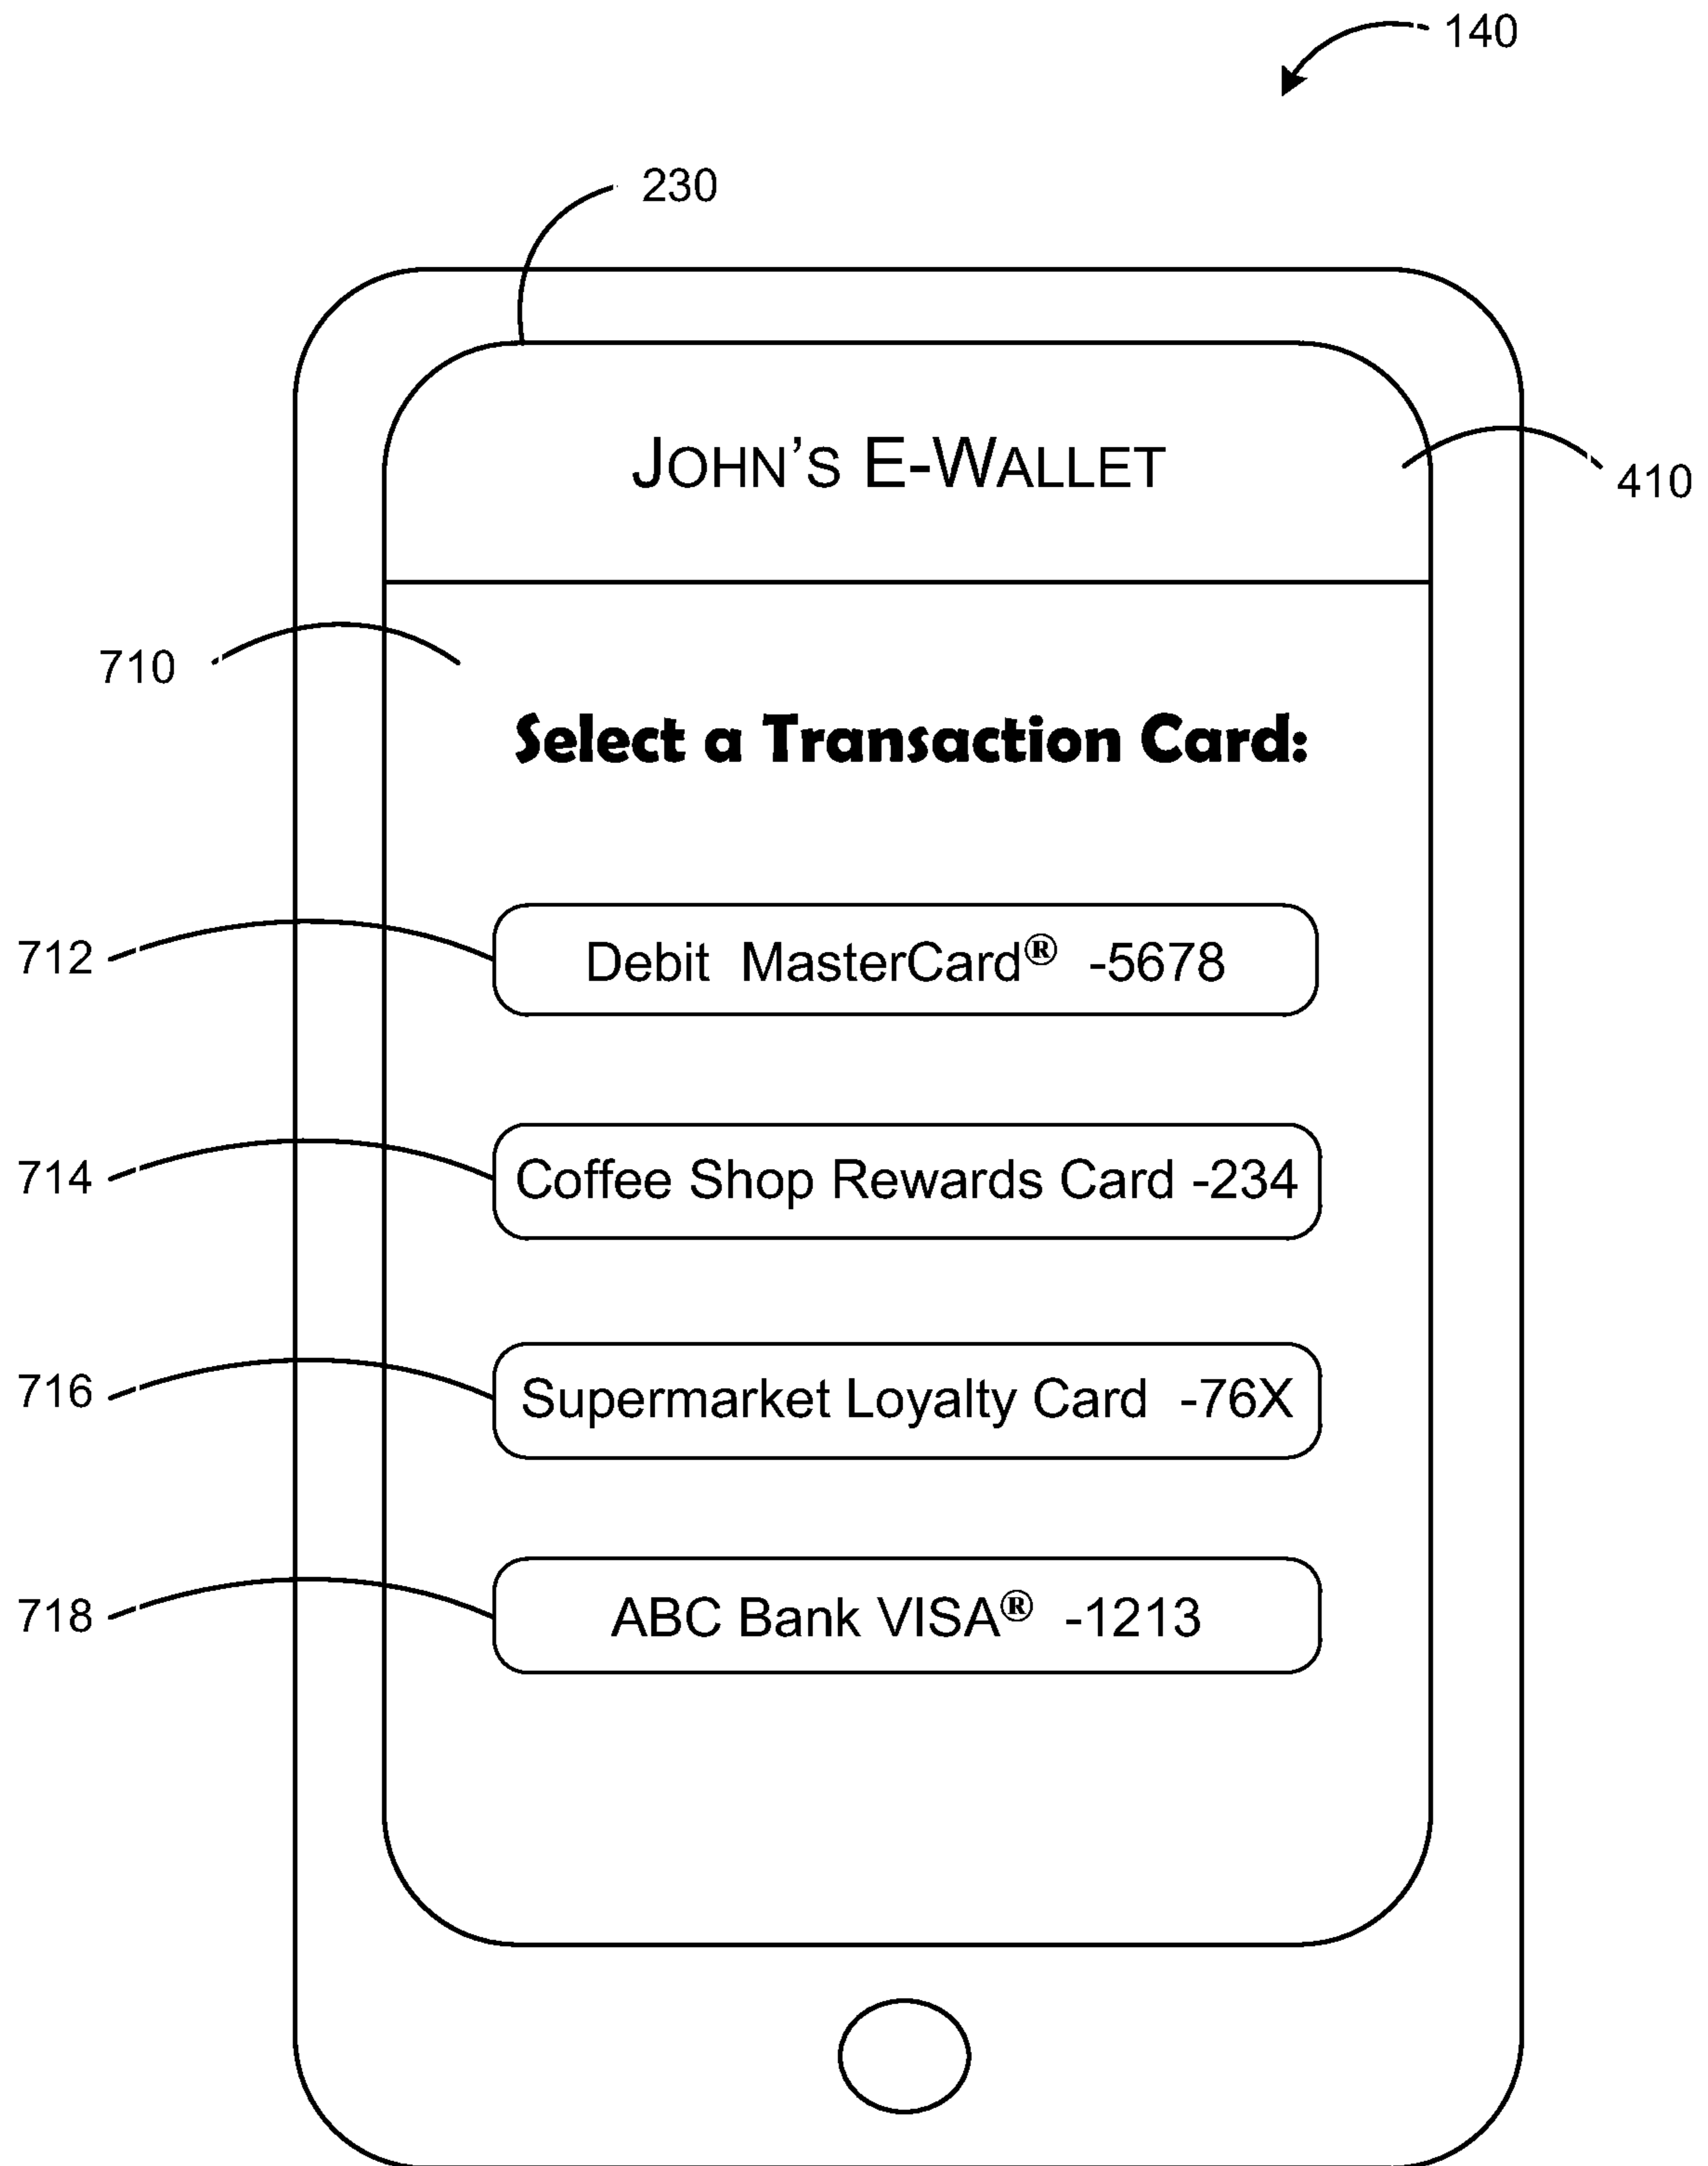 140
230
JOHN'S E-WALLET
410
710
Select a Transaction Card:
712
Debit MasterCard® -5678
714
Coffee Shop Rewards Card -234
716
Supermarket Loyalty Card -76X
718
ABC Bank VISA® -1213